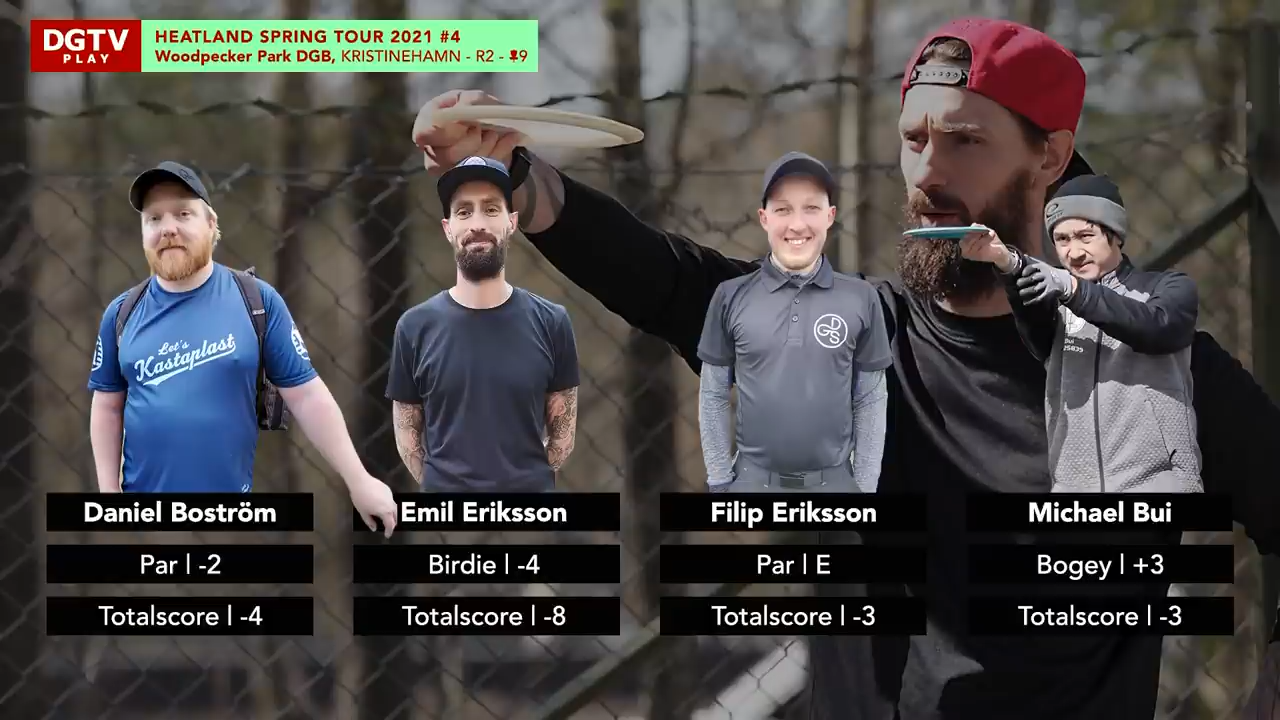 DGTV
PLAY
HEATLAND SPRING TOUR 2021 #4
Woodpecker Park DGB, KRISTINEHAMN - R2 - 9
Let's
Kastaplast
DGS
Bui
Daniel Boström
Emil Eriksson
Filip Eriksson
Michael Bui
Par | -2
Birdie | -4
Par | E
Bogey | +3
Totalscore | -4
Totalscore | -8
Totalscore | -3
Totalscore | -3